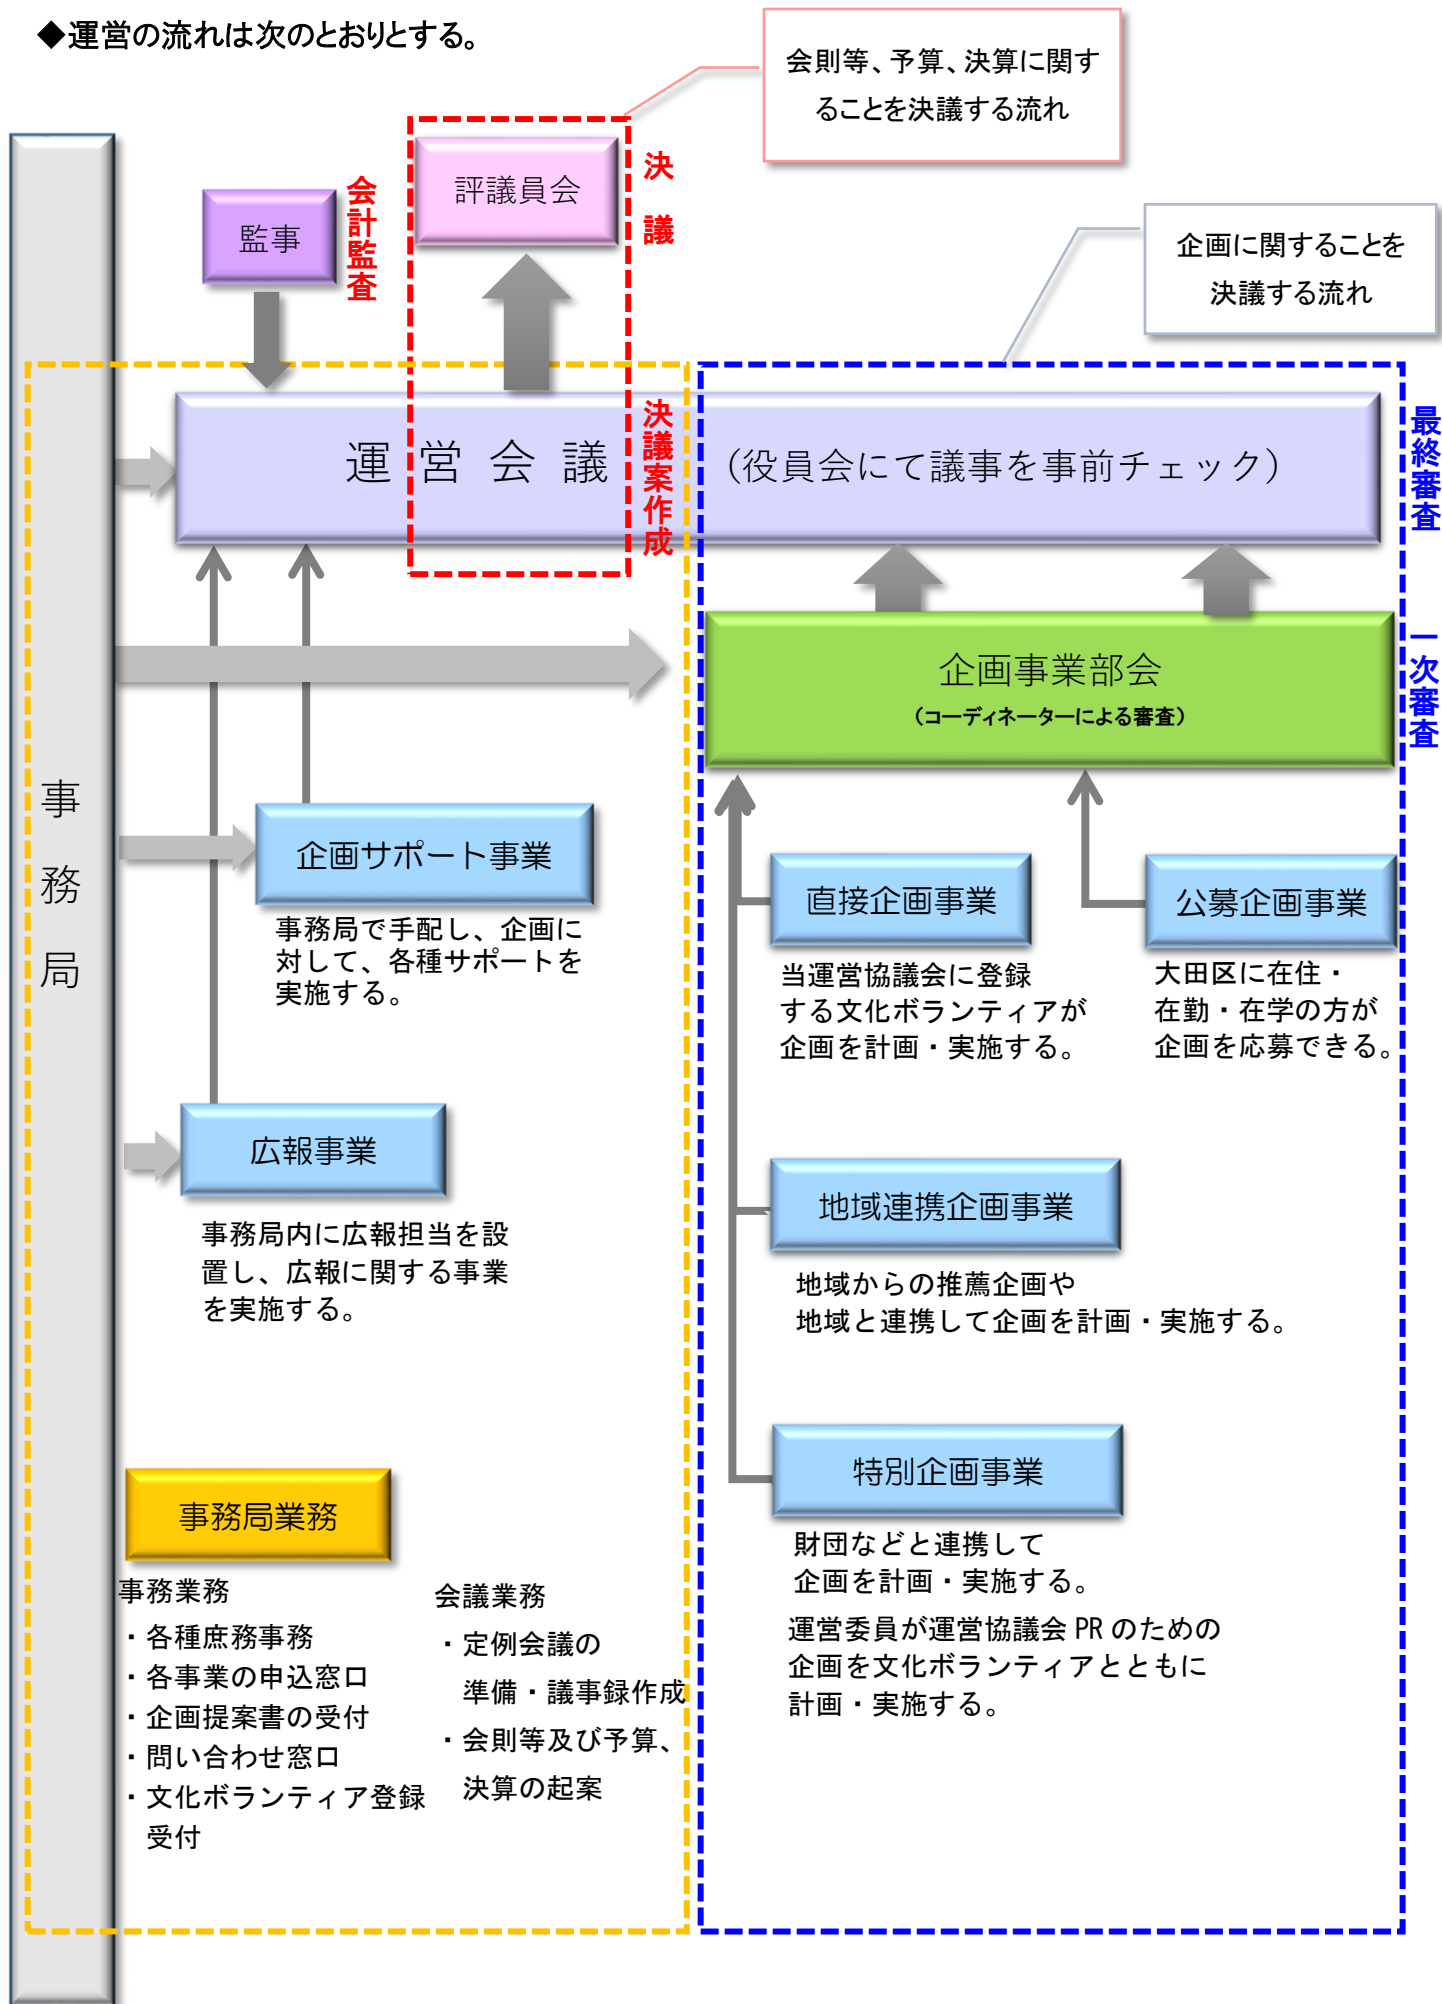 ◆運営の流れは次のとおりとする。
会則等、予算、決算に関す
ることを決議する流れ
評議員会
決議
監事
会計監査
企画に関することを
決議する流れ
運営会議（役員会にて議事を事前チェック）
決議案作成
最終審査
企画事業部会
（コーディネーターによる審査）
一次審査
事務局
企画サポート事業
事務局で手配し、企画に
対して、各種サポートを
実施する。
直接企画事業
当運営協議会に登録
する文化ボランティアが
企画を計画・実施する。
公募企画事業
大田区に在住・
在勤・在学の方が
企画を応募できる。
広報事業
事務局内に広報担当を設
置し、広報に関する事業
を実施する。
地域連携企画事業
地域からの推薦企画や
地域と連携して企画を計画・実施する。
特別企画事業
財団などと連携して
企画を計画・実施する。
運営委員が運営協議会 PR のための
企画を文化ボランティアとともに
計画・実施する。
事務局業務
事務業務
・各種庶務事務
・各事業の申込窓口
・企画提案書の受付
・問い合わせ窓口
・文化ボランティア登録
受付
会議業務
・定例会議の
準備・議事録作成
・会則等及び予算、
決算の起案